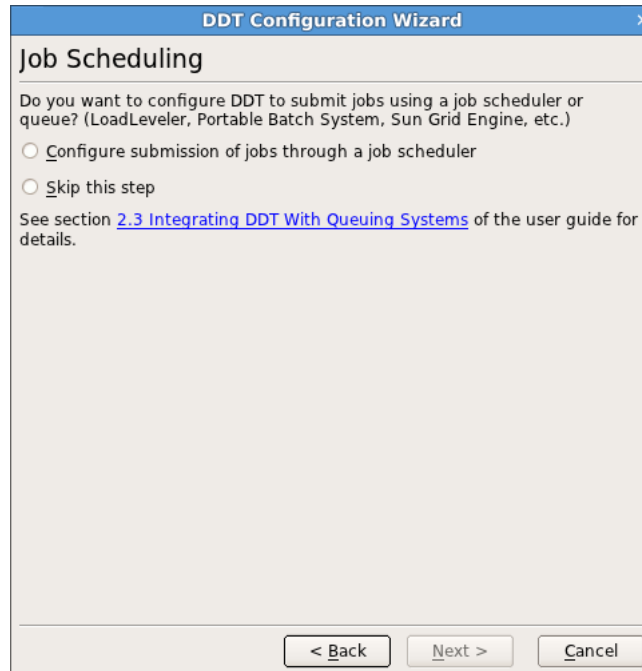 DDT Configuration Wizard
Job Scheduling
Do you want to configure DDT to submit jobs using a job scheduler or
queue? (LoadLeveler, Portable Batch System, Sun Grid Engine, etc.)
Configure submission of jobs through a job scheduler
Skip this step
See section 2.3 Integrating DDT With Queuing Systems of the user guide for
details.
< Back Next > Cancel